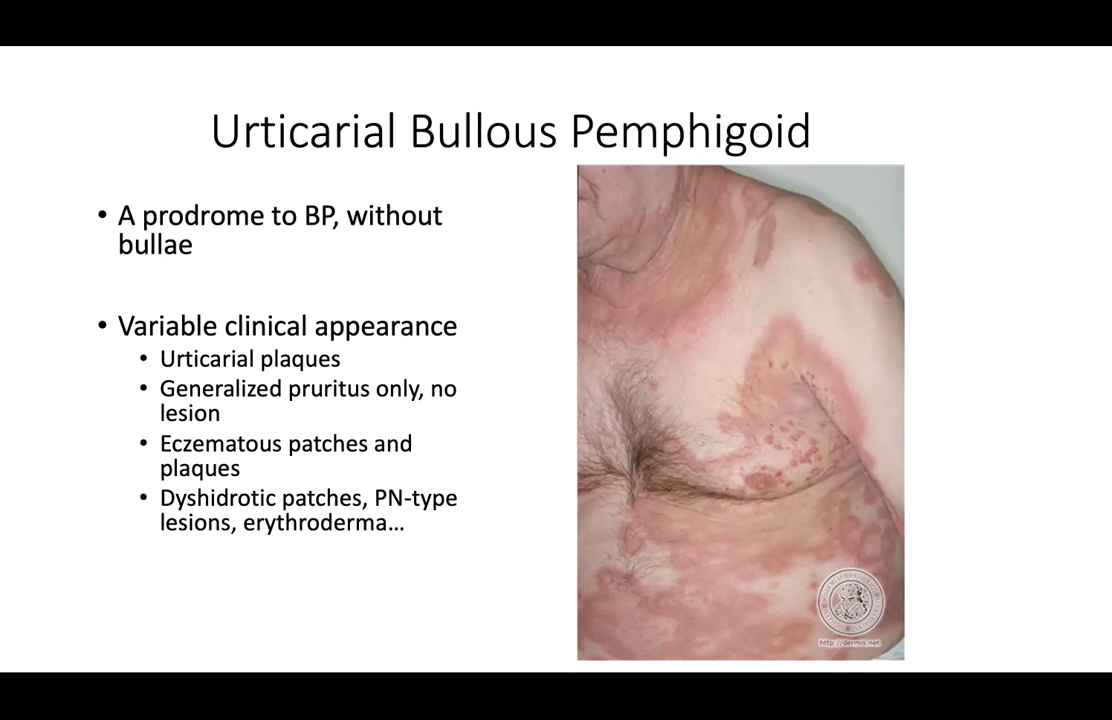 Urticarial Bullous Pemphigoid
• A prodrome to BP, without
bullae
• Variable clinical appearance
• Urticarial plaques
• Generalized pruritus only, no
lesion
• Eczematous patches and
plaques
• Dyshidrotic patches, PN-type
lesions, erythroderma...
http://dermis.net